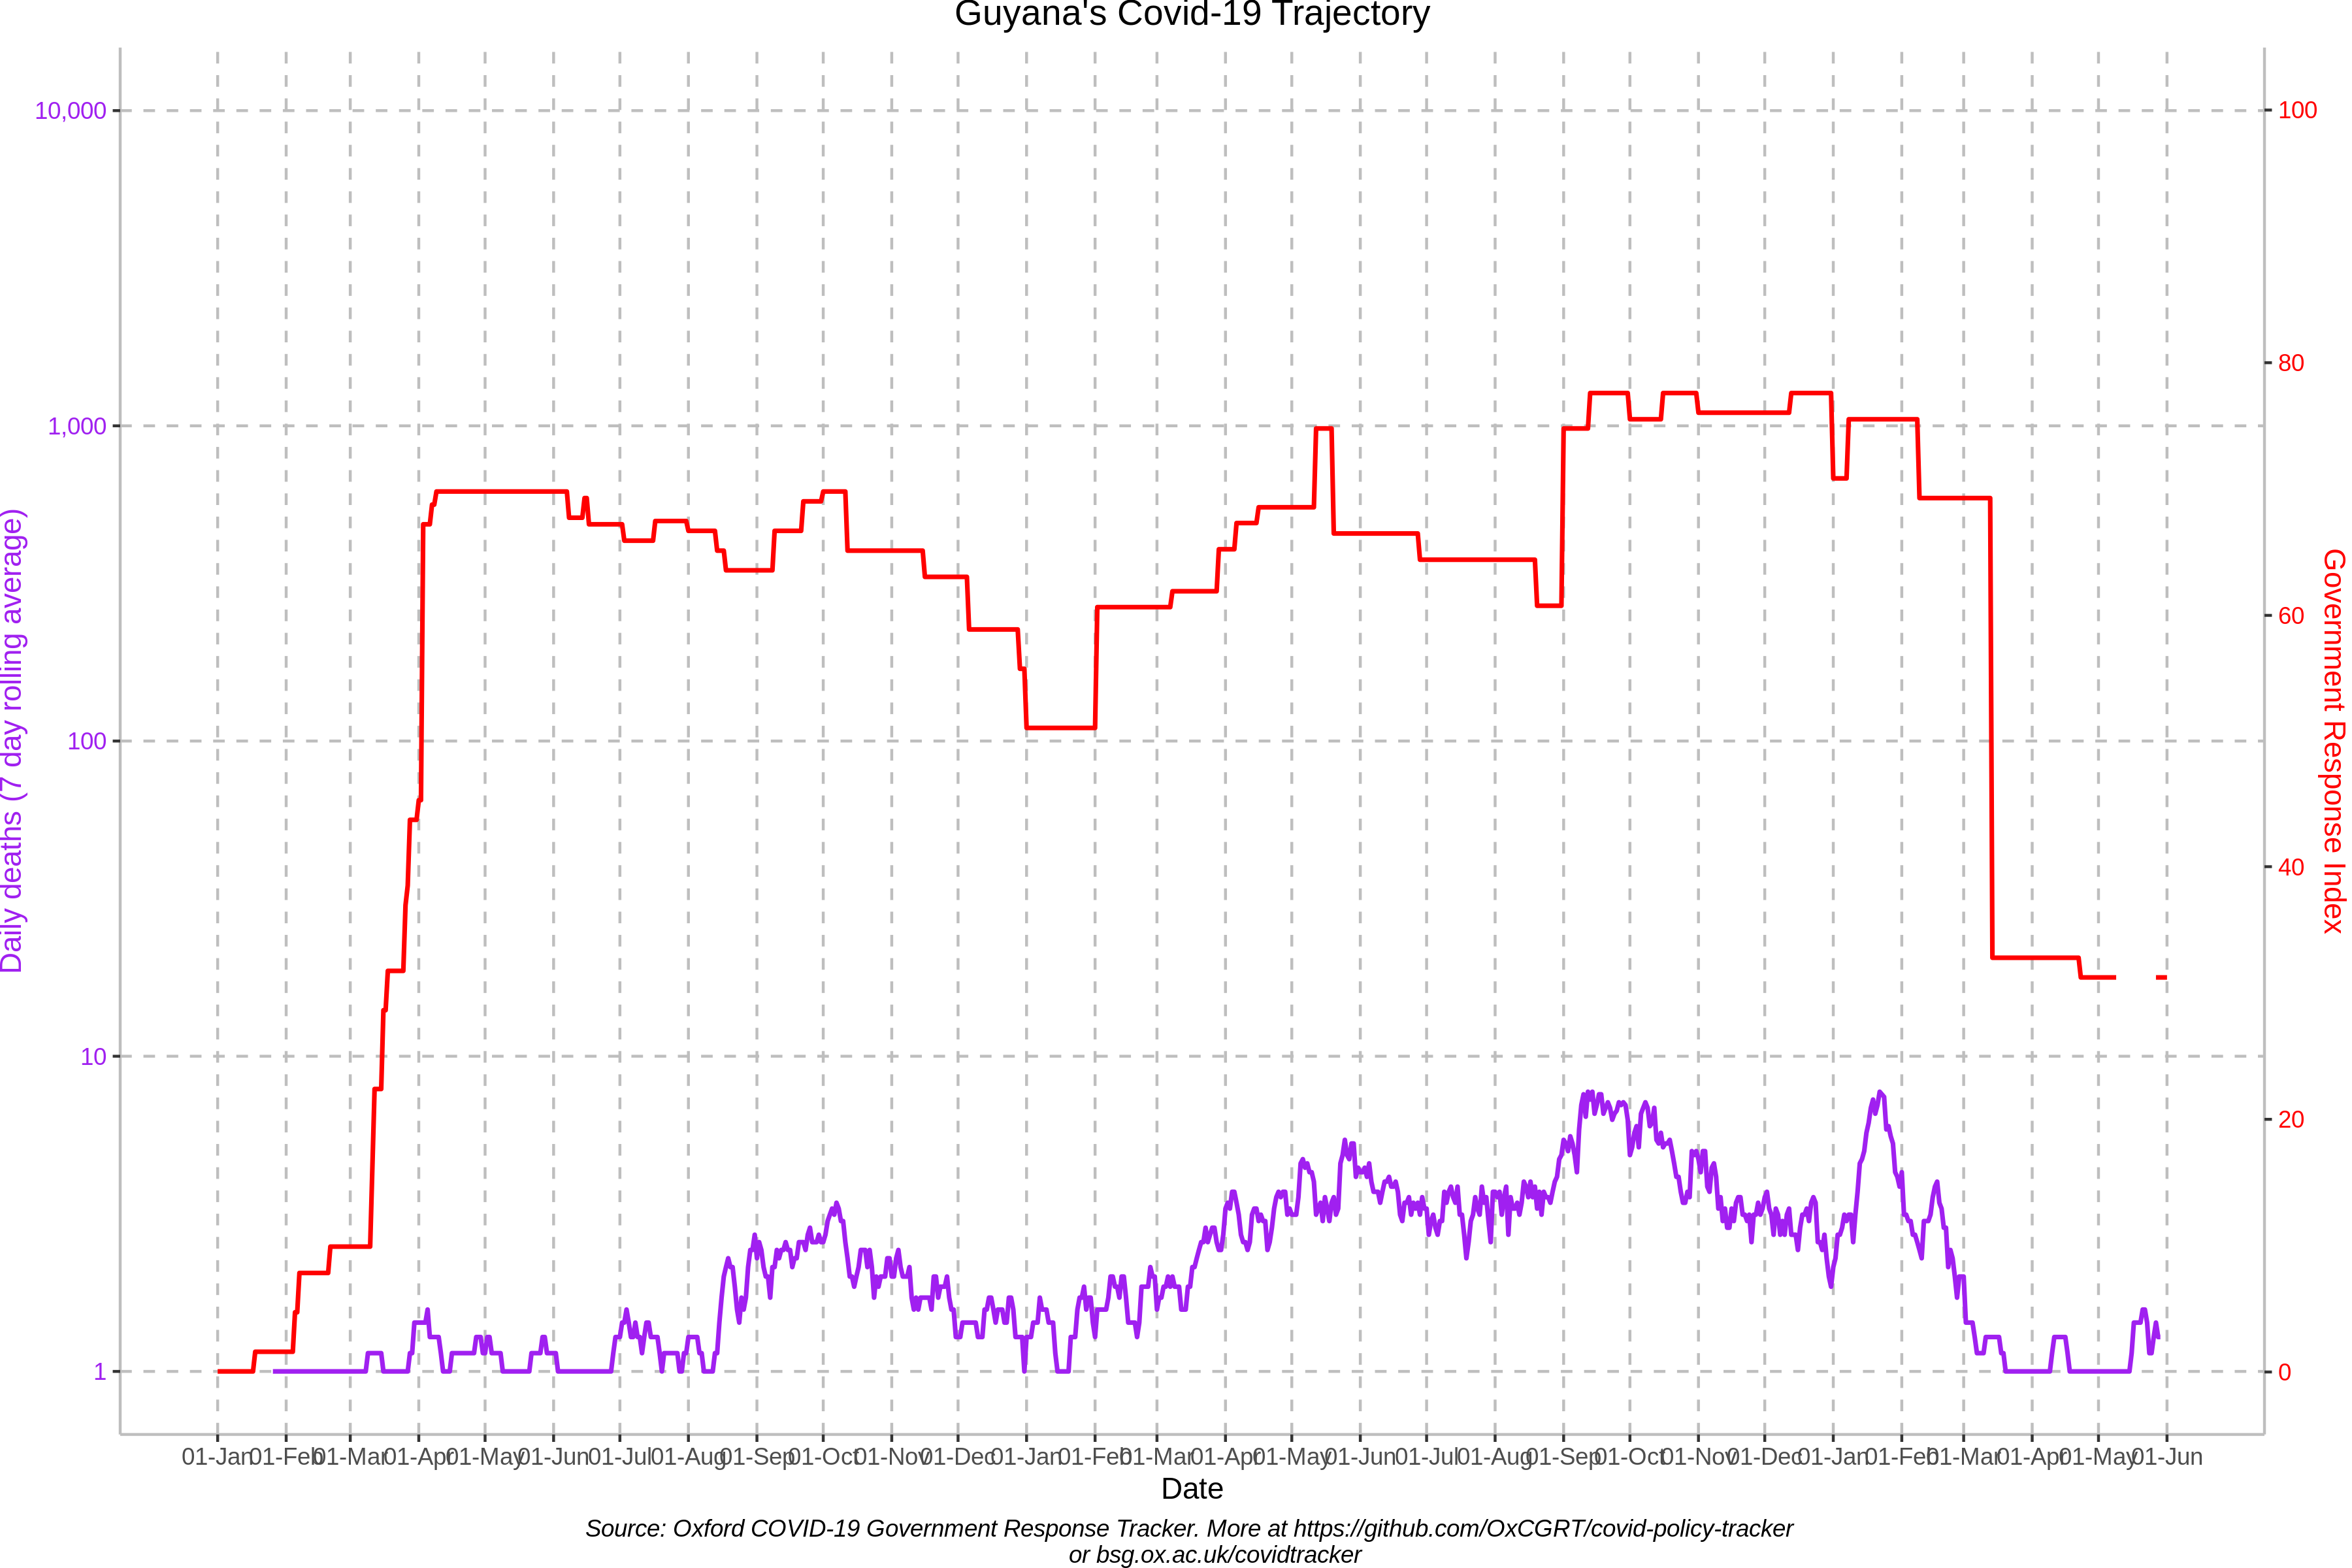 Guyana's Covid-19 Trajectory
10,000
1,000
100
10
1
Daily deaths (7 day rolling average)
100
80
60
40
20
0
Government Response Index
01-Jan 01-Feb 01-Mar 01-Apr 01-May 01-Jun 01-Jul 01-Aug 01-Sep 01-Oct 01-Nov 01-Dec 01-Jan 01-Feb 01-Mar 01-Apr 01-May 01-Jun 01-Jul 01-Aug 01-Sep 01-Oct 01-Nov 01-Dec 01-Jan 01-Feb 01-Mar 01-Apr 01-May 01-Jun
Date
Source: Oxford COVID-19 Government Response Tracker. More at https://github.com/OxCGRT/covid-policy-tracker
or bsg.ox.ac.uk/covidtracker